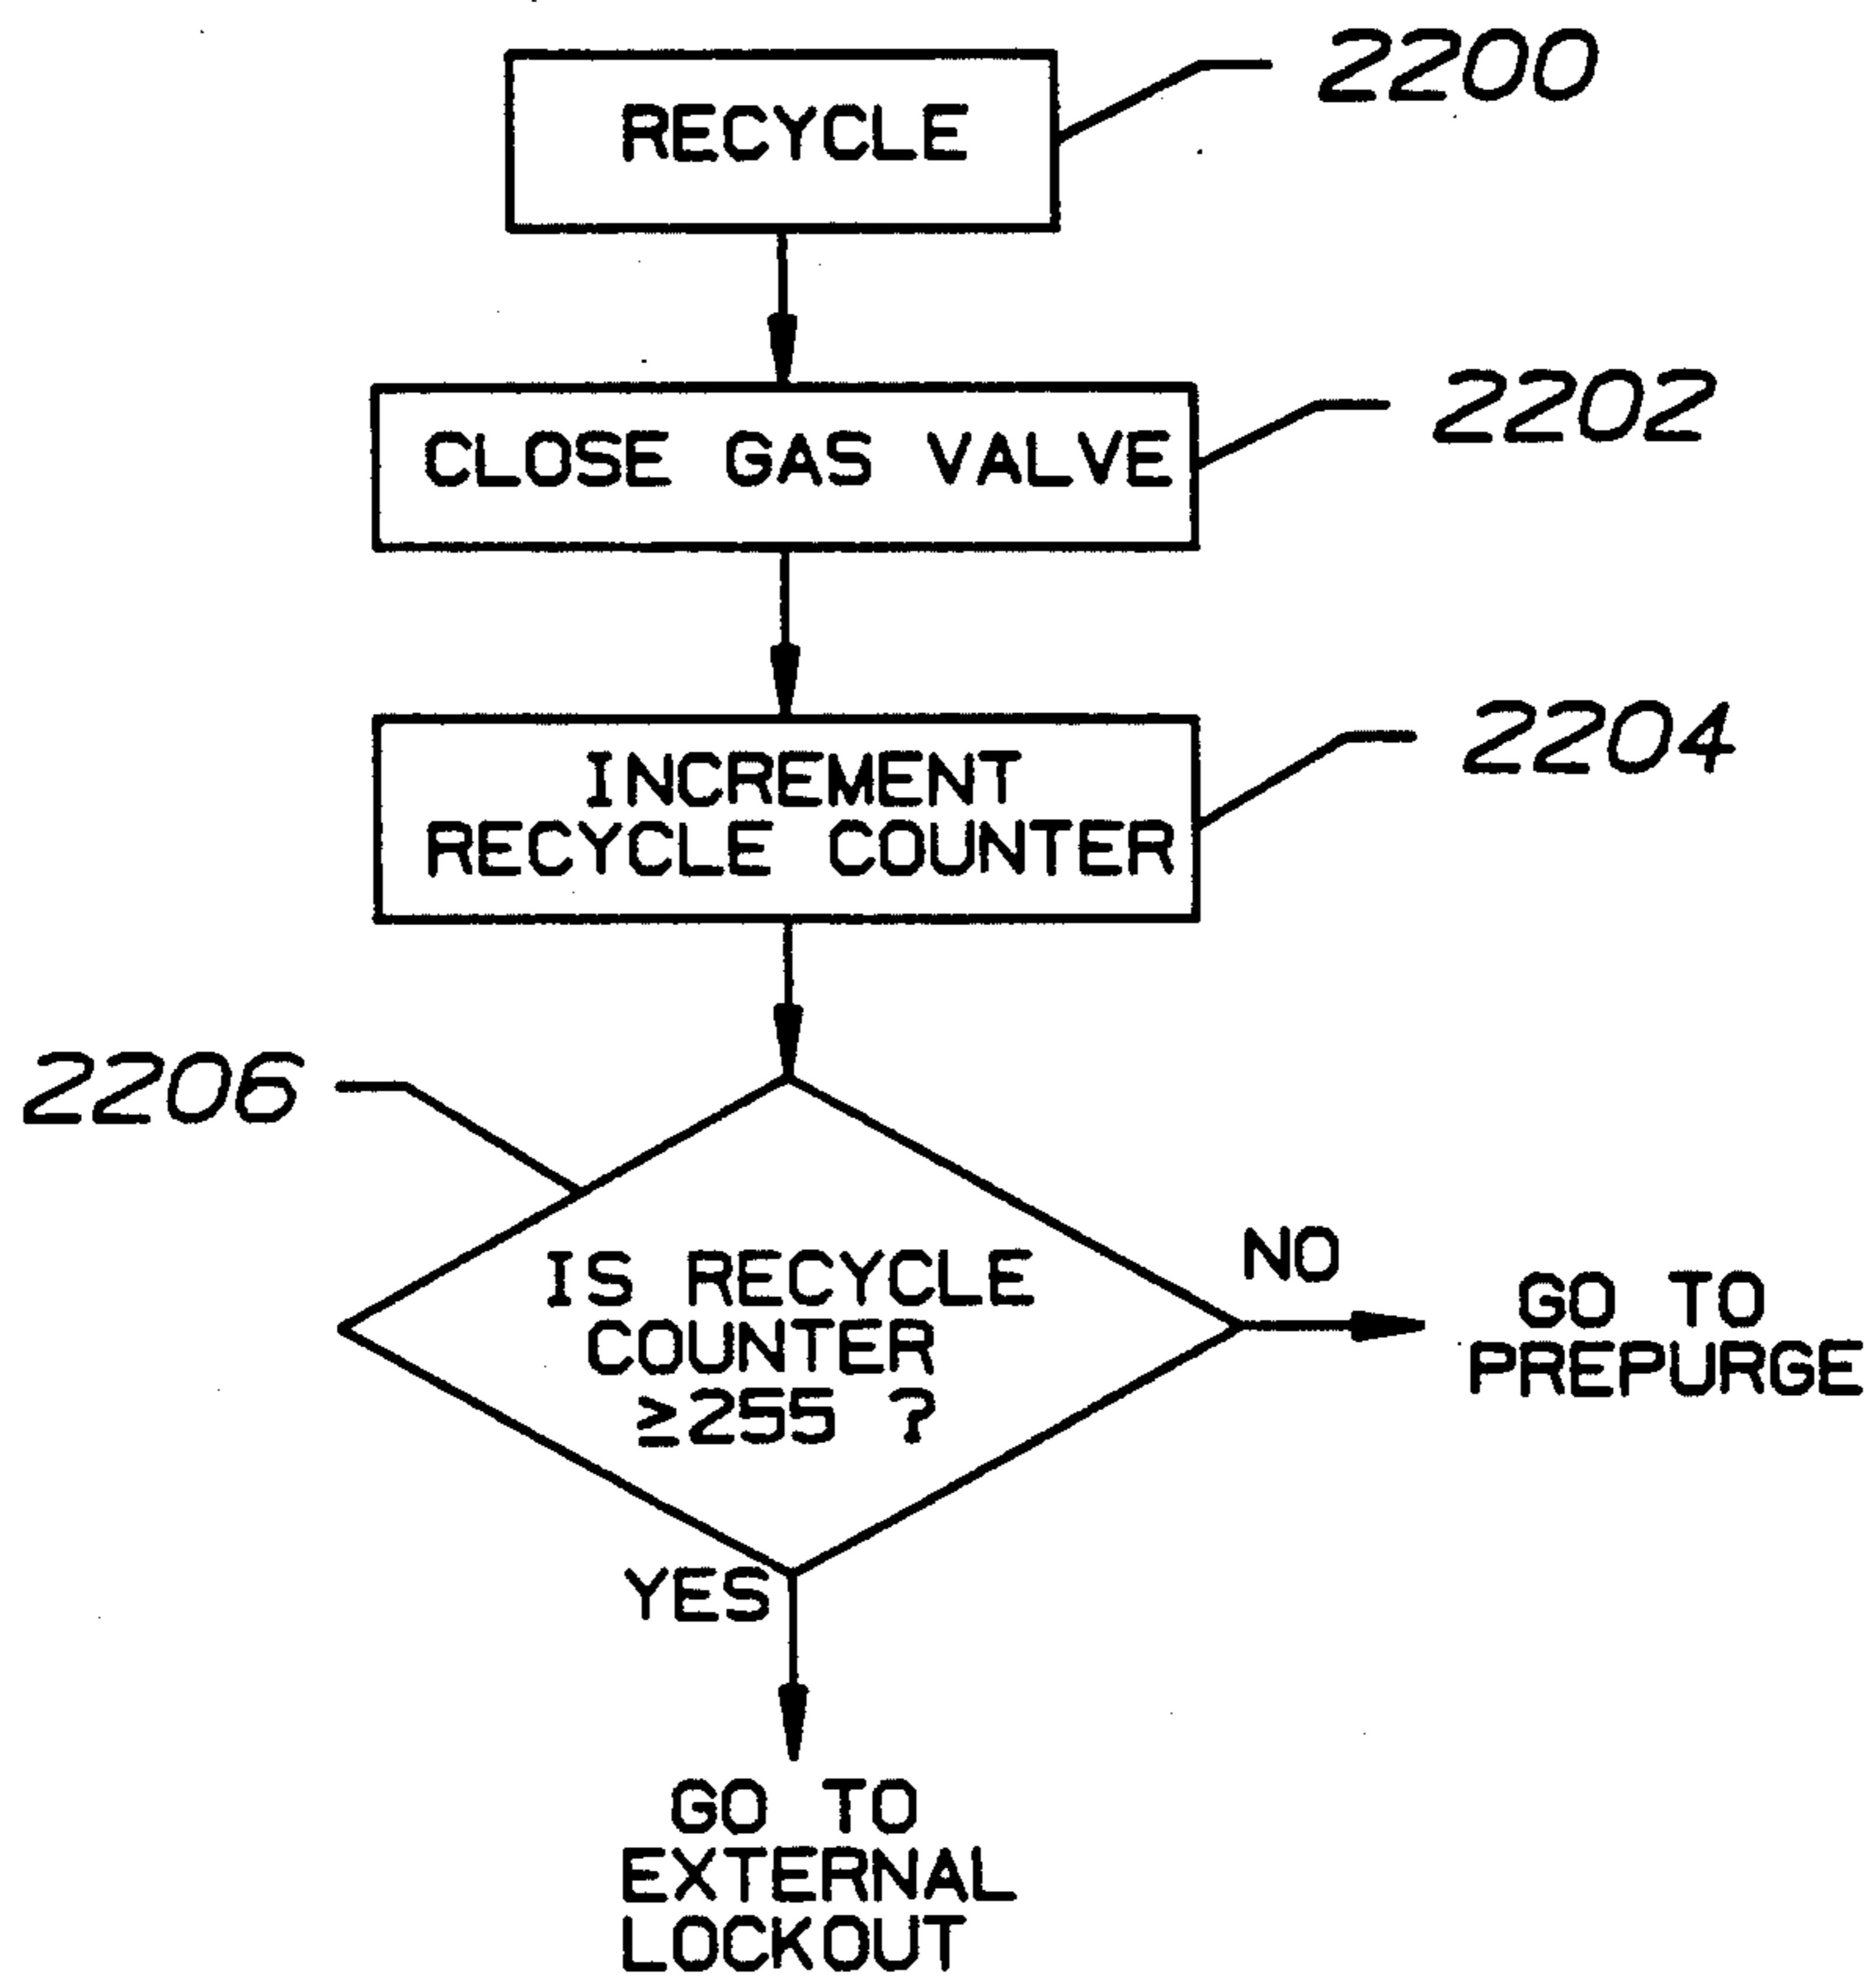 RECYCLE
2200
CLOSE GAS VALVE
2202
INCREMENT
RECYCLE COUNTER
2204
2206
IS RECYCLE
COUNTER
≥255 ?
NO
GO TO
PREPURGE
YES
GO TO
EXTERNAL
LOCKOUT